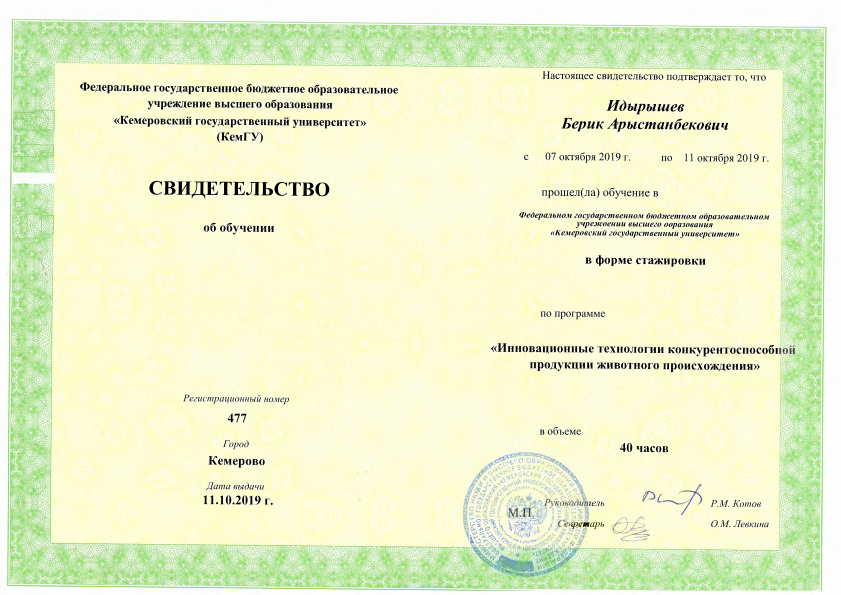 Федеральное государственное бюджетное образовательное
учреждение высшего образования
«Кемеровский государственный университет»
(КемГУ)
СВИДЕТЕЛЬСТВО
об обучении
Регистрационный номер
477
Город
Кемерово
Дата выдачи
11.10.2019 г.
Настоящее свидетельство подтверждает то, что
Идырышев
Берик Арыстанбекович
с 07 октября 2019 г. по 11 октября 2019 г.
прошел(ла) обучение в
Федеральном государственном бюджетном образовательном
учреждении высшего образования
«Кемеровский государственный университет»
в форме стажировки
по программе
«Инновационные технологии конкурентоспособной
продукции животного происхождения»
в объеме
40 часов
Руководитель Р.М. Котов
М.П.
Секретарь О.М. Левкина